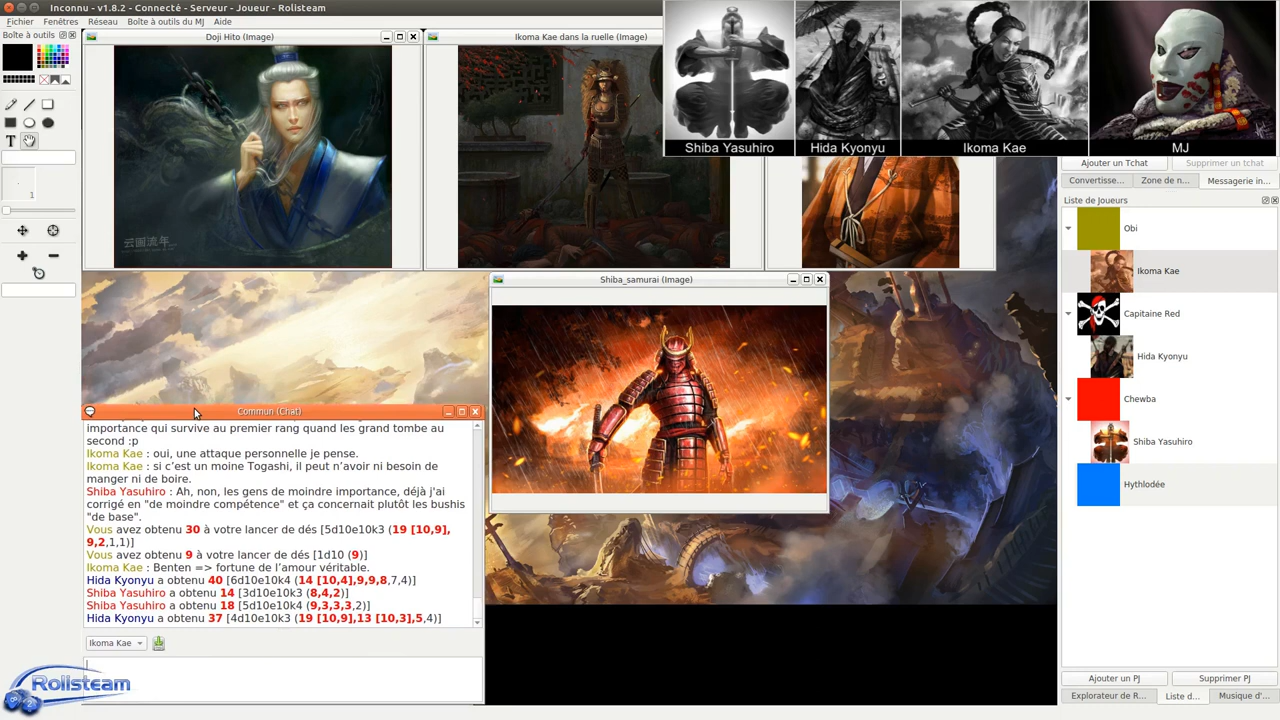 Inconnu - v1.8.2 - Connecté - Serveur - Joueur - Rolisteam
Fichier Fenêtres Réseau Boîte à outils du MJ Aide
Boîte à outils
T
1
Doji Hito (Image)
云画流年
Ikoma Kae dans la ruelle (Image)
Shiba Yasuhiro
Hida Kyonyu
Ikoma Kae
MJ
Shiba_samurai (Image)
Commun (Chat)
importance qui survive au premier rang quand les grand tombe au
second :p
Ikoma Kae : oui, une attaque personnelle je pense.
Ikoma Kae : si c’est un moine Togashi, il peut n’avoir ni besoin de
manger ni de boire.
Shiba Yasuhiro : Ah, non, les gens de moindre importance, déjà j'ai
corrigé en "de moindre compétence" et ça concernait plutôt les bushis
"de base".
Vous avez obtenu 30 à votre lancer de dés [5d10e10k3 (19 [10,9],
9,2,1,1)]
Vous avez obtenu 9 à votre lancer de dés [1d10 (9)]
Ikoma Kae : Benten => fortune de l’amour véritable.
Hida Kyonyu a obtenu 40 [6d10e10k4 (14 [10,4],9,9,8,7,4)]
Shiba Yasuhiro a obtenu 14 [3d10e10k3 (8,4,2)]
Shiba Yasuhiro a obtenu 18 [5d10e10k4 (9,3,3,3,2)]
Hida Kyonyu a obtenu 37 [4d10e10k3 (19 [10,9],13 [10,3],5,4)]
Ikoma Kae
Rolisteam
Ajouter un Tchat Supprimer un tchat
Convertisse... Zone de n... Messagerie in...
Liste de Joueurs
Obi
Ikoma Kae
Capitaine Red
Hida Kyonyu
Chewba
Shiba Yasuhiro
Hythlodée
Ajouter un PJ Supprimer PJ
Explorateur de R... Liste d... Musique d'...